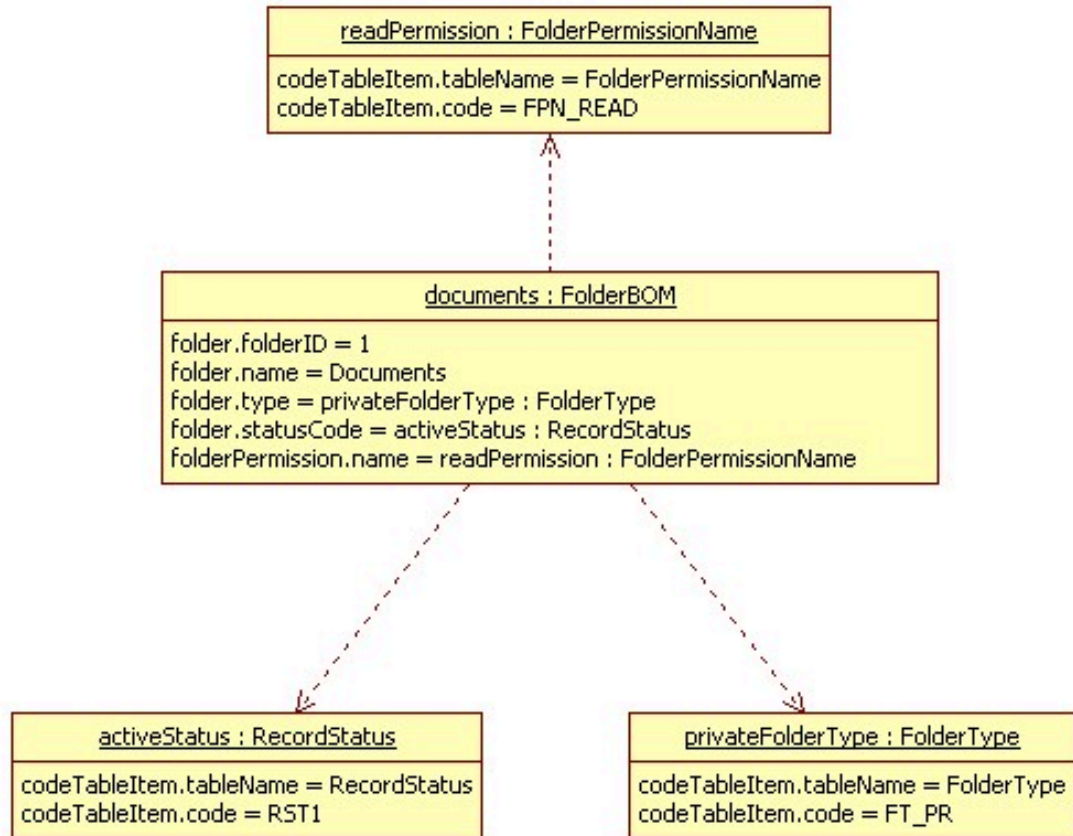 readPermission : FolderPermissionName
codeTableItem.tableName = FolderPermissionName
codeTableItem.code = FPN_READ
documents : FolderBOM
folder.folderID = 1
folder.name = Documents
folder.type = privateFolderType : FolderType
folder.statusCode = activeStatus : RecordStatus
folderPermission.name = readPermission : FolderPermissionName
activeStatus : RecordStatus
codeTableItem.tableName = RecordStatus
codeTableItem.code = RST1
privateFolderType : FolderType
codeTableItem.tableName = FolderType
codeTableItem.code = FT_PR